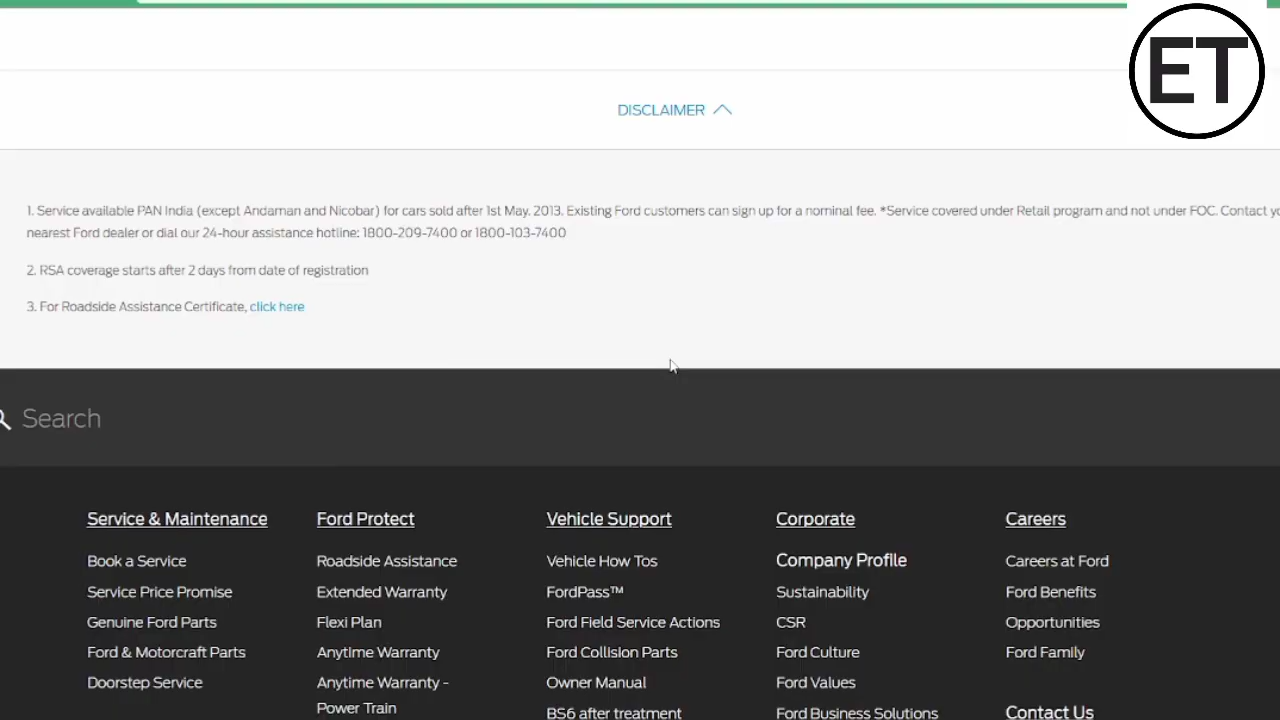 ET
DISCLAIMER
1. Service available PAN India (except Andaman and Nicobar) for cars sold after 1st May. 2013. Existing Ford customers can sign up for a nominal fee. *Service covered under Retail program and not under FOC. Contact
nearest Ford dealer or dial our 24-hour assistance hotline: 1800-209-7400 or 1800-103-7400
2. RSA coverage starts after 2 days from date of registration
3. For Roadside Assistance Certificate, click here
Search
Service & Maintenance
Book a Service
Service Price Promise
Genuine Ford Parts
Ford & Motorcraft Parts
Doorstep Service
Ford Protect
Roadside Assistance
Extended Warranty
Flexi Plan
Anytime Warranty
Anytime Warranty -
Power Train
Vehicle Support
Vehicle How Tos
FordPass™
Ford Field Service Actions
Ford Collision Parts
Owner Manual
BS6 after treatment
Corporate
Company Profile
Sustainability
CSR
Ford Culture
Ford Values
Ford Business Solutions
Careers
Careers at Ford
Ford Benefits
Opportunities
Ford Family
Contact Us